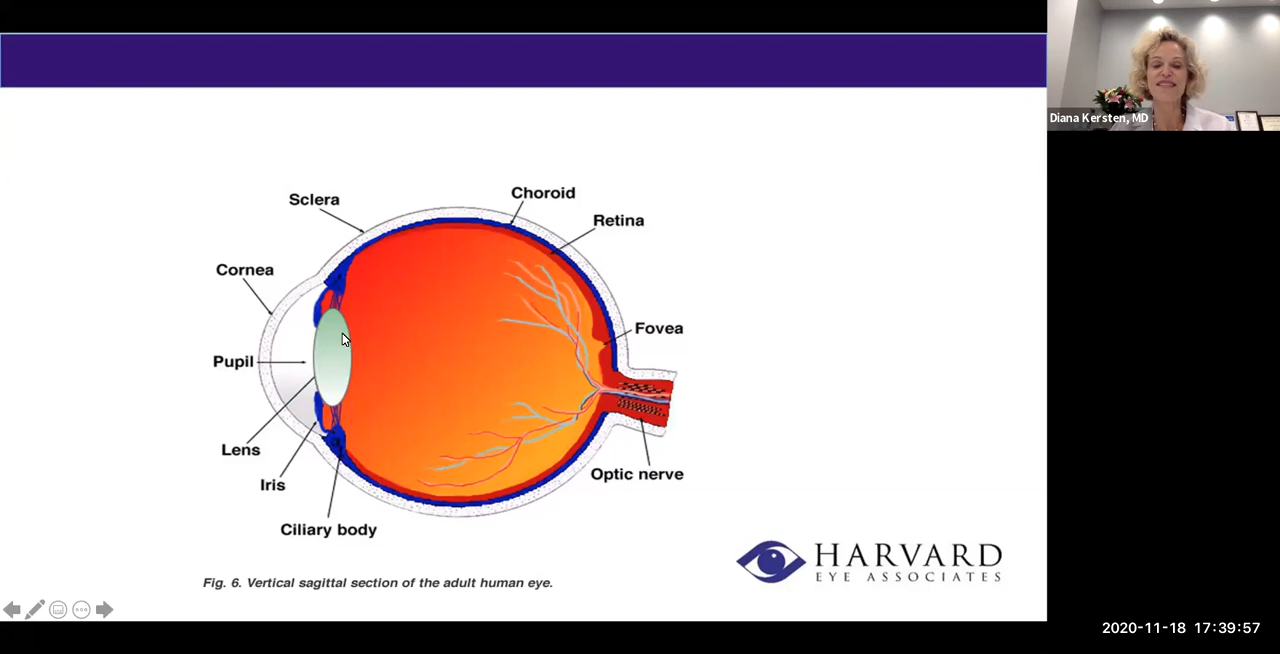 Diana Kersten, MD
Choroid
Sclera
Retina
Cornea
Fovea
Pupil
Lens
Optic nerve
Iris
Ciliary body
HARVARD
EYE ASSOCIATES
Fig. 6. Vertical sagittal section of the adult human eye.
2020-11-18 17:39:57